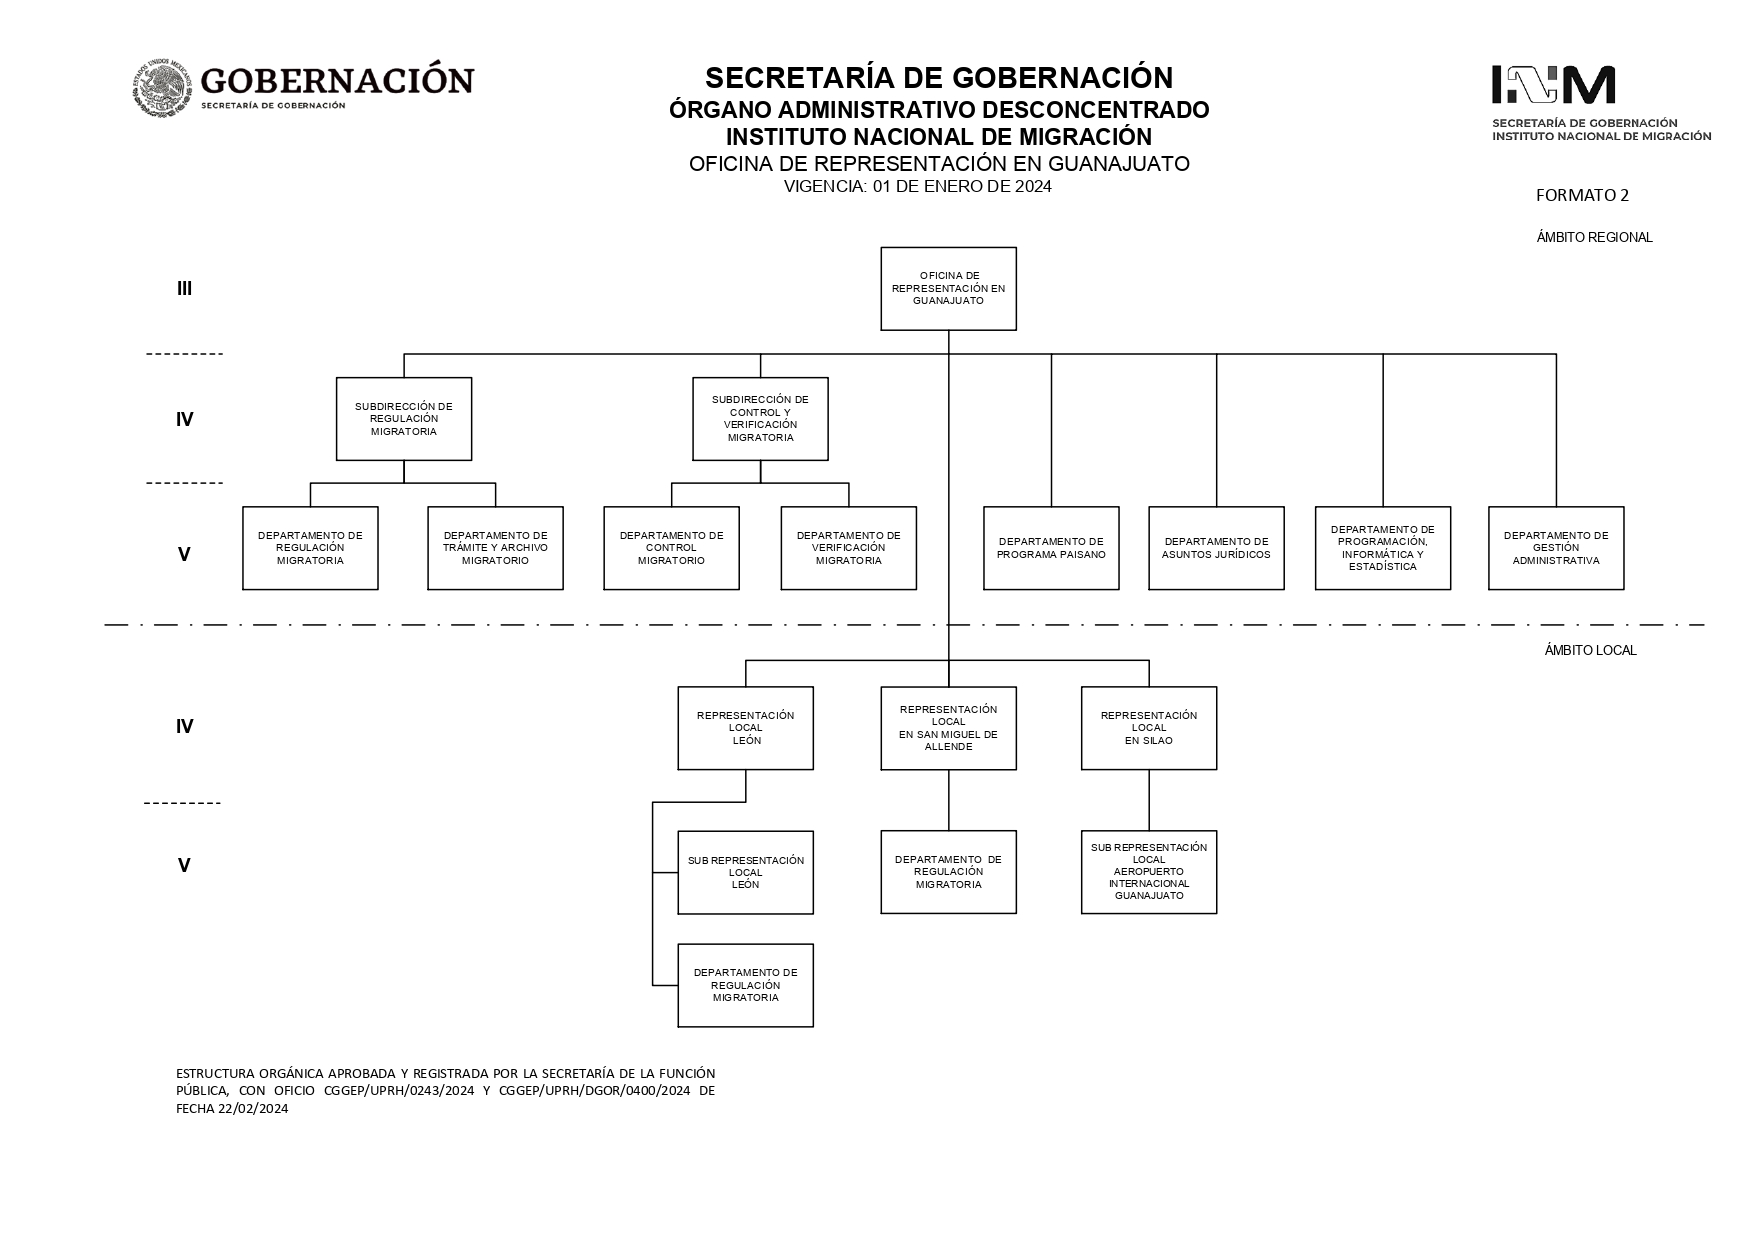 GOBERNACIÓN
SECRETARÍA DE GOBERNACIÓN
SECRETARÍA DE GOBERNACIÓN
ÓRGANO ADMINISTRATIVO DESCONCENTRADO
INSTITUTO NACIONAL DE MIGRACIÓN
OFICINA DE REPRESENTACIÓN EN GUANAJUATO
VIGENCIA: 01 DE ENERO DE 2024
INM
SECRETARÍA DE GOBERNACIÓN
INSTITUTO NACIONAL DE MIGRACIÓN
FORMATO 2
ÁMBITO REGIONAL
III
OFICINA DE
REPRESENTACIÓN EN
GUANAJUATO
IV
SUBDIRECCIÓN DE
REGULACIÓN
MIGRATORIA
SUBDIRECCIÓN DE
CONTROL Y
VERIFICACIÓN
MIGRATORIA
V
DEPARTAMENTO DE
REGULACIÓN
MIGRATORIA
DEPARTAMENTO DE
TRÁMITE Y ARCHIVO
MIGRATORIO
DEPARTAMENTO DE
CONTROL
MIGRATORIO
DEPARTAMENTO DE
VERIFICACIÓN
MIGRATORIA
DEPARTAMENTO DE
PROGRAMA PAISANO
DEPARTAMENTO DE
ASUNTOS JURÍDICOS
DEPARTAMENTO DE
PROGRAMACIÓN,
INFORMÁTICA Y
ESTADÍSTICA
DEPARTAMENTO DE
GESTIÓN
ADMINISTRATIVA
ÁMBITO LOCAL
IV
REPRESENTACIÓN
LOCAL
LEÓN
REPRESENTACIÓN
LOCAL
EN SAN MIGUEL DE
ALLENDE
REPRESENTACIÓN
LOCAL
EN SILAO
V
SUB REPRESENTACIÓN
LOCAL
LEÓN
DEPARTAMENTO DE
REGULACIÓN
MIGRATORIA
SUB REPRESENTACIÓN
LOCAL
AEROPUERTO
INTERNACIONAL
GUANAJUATO
DEPARTAMENTO DE
REGULACIÓN
MIGRATORIA
ESTRUCTURA ORGÁNICA APROBADA Y REGISTRADA POR LA SECRETARÍA DE LA FUNCIÓN
PÚBLICA, CON OFICIO CGGEP/UPRH/0243/2024 Y CGGEP/UPRH/DGOR/0400/2024 DE
FECHA 22/02/2024